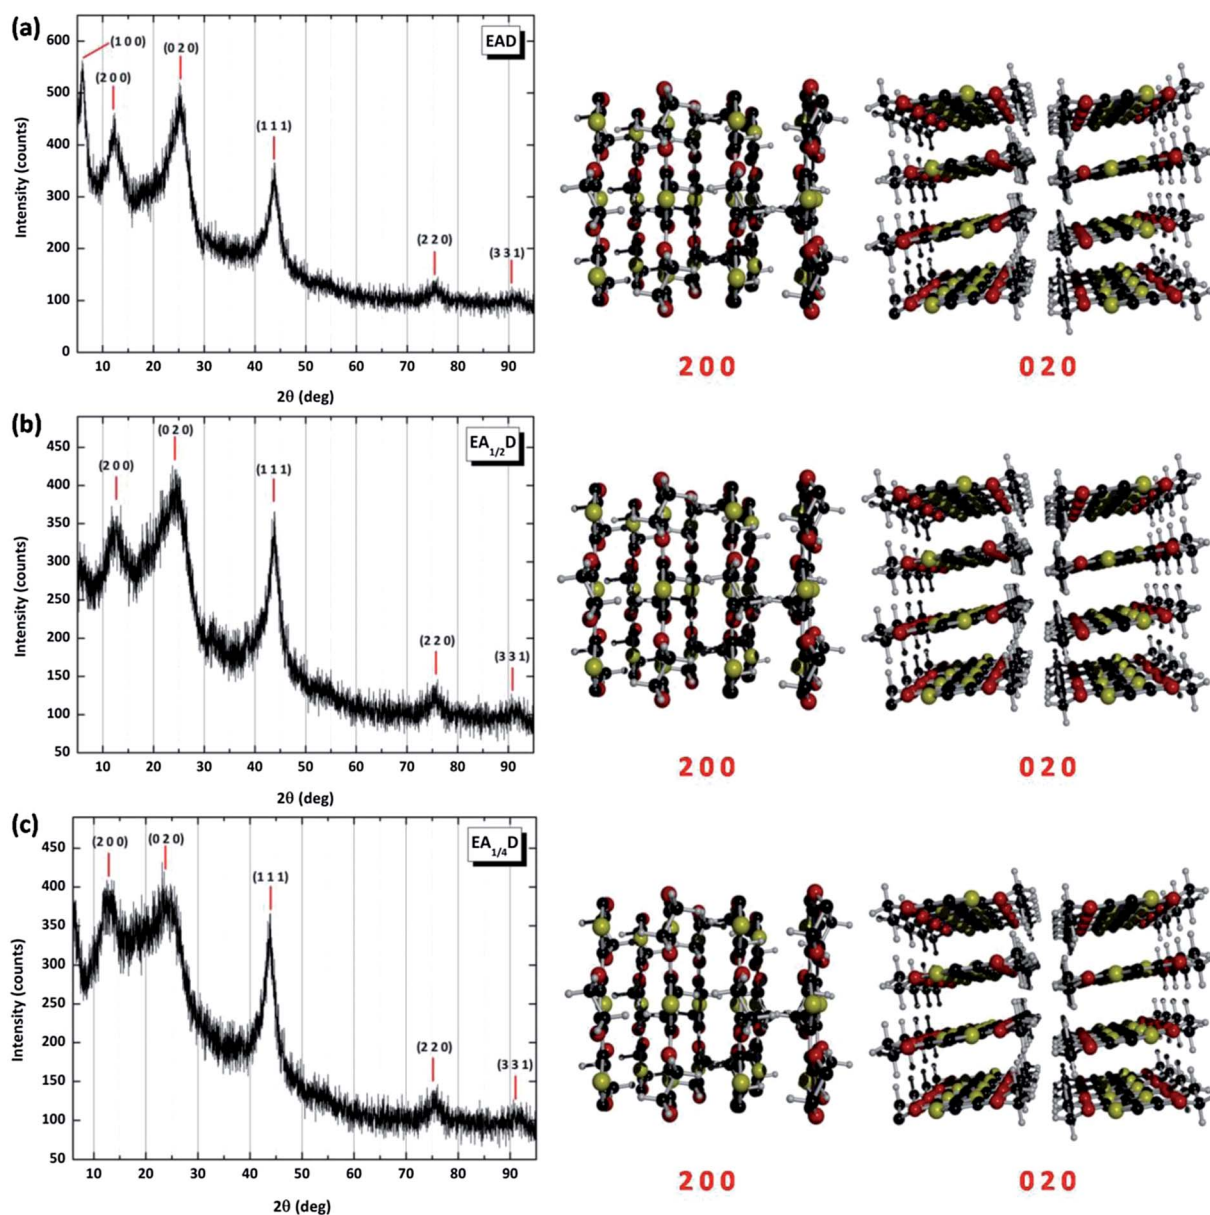 (a)
EAD
(1 0 0)
(2 0 0)
(0 2 0)
(1 1 1)
(2 2 0)
(3 3 1)
600
500
400
300
200
100
0
Intensity (counts)
10 20 30 40 50 60 70 80 90
2θ (deg)
200
020
(b)
EA1/2D
(0 2 0)
(2 0 0)
(1 1 1)
(2 2 0)
(3 3 1)
450
400
350
300
250
200
150
100
50
Intensity (counts)
10 20 30 40 50 60 70 80 90
2θ (deg)
200
020
(c)
EA1/4D
(2 0 0)
(0 2 0)
(1 1 1)
(2 2 0)
(3 3 1)
450
400
350
300
250
200
150
100
50
Intensity (counts)
10 20 30 40 50 60 70 80 90
2θ (deg)
200
020